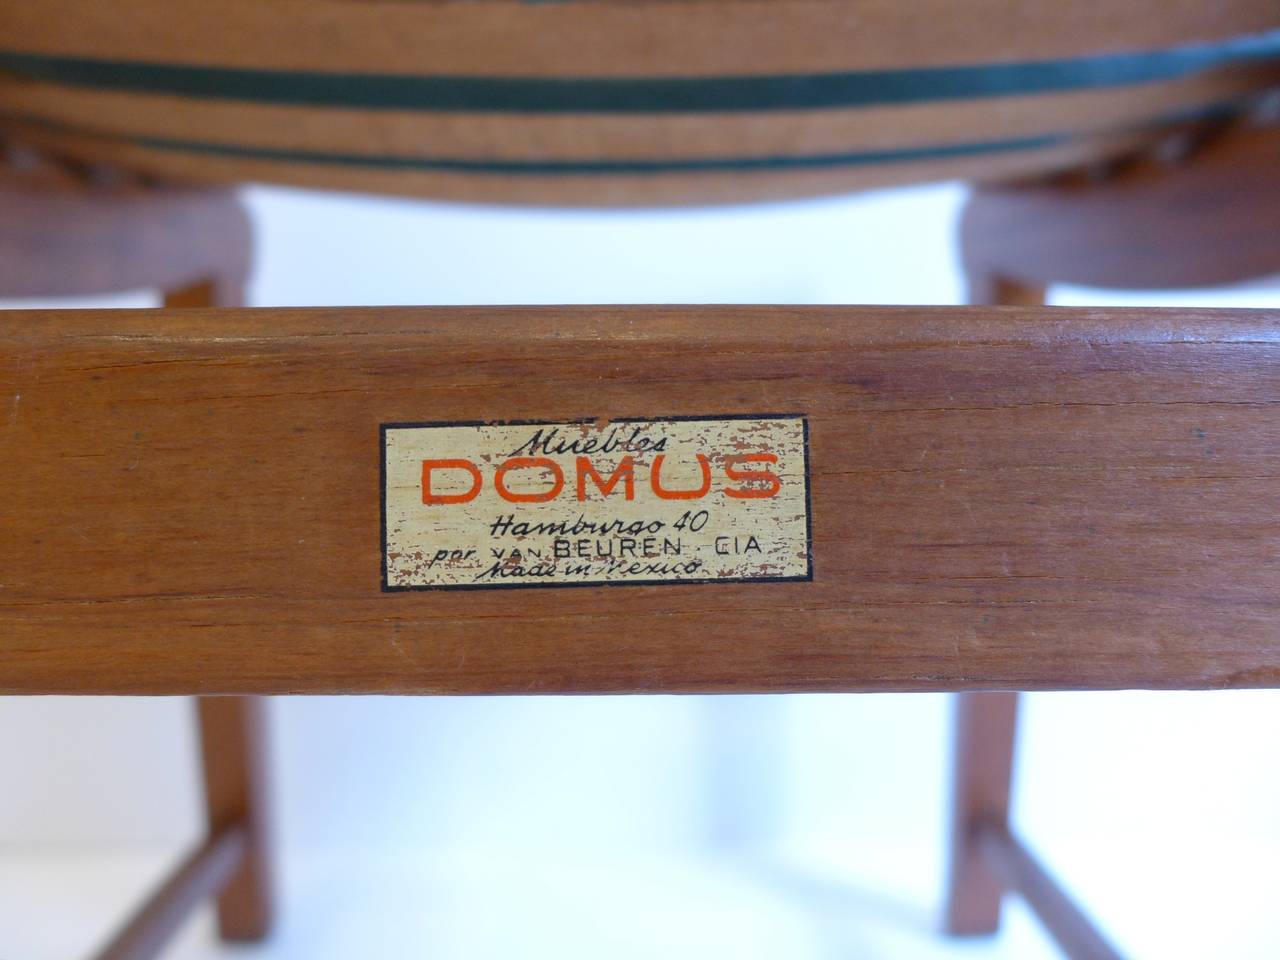 Muebles
DOMUS
Hamburgo 40
por VAN BEUREN . CIA
Made in Mexico